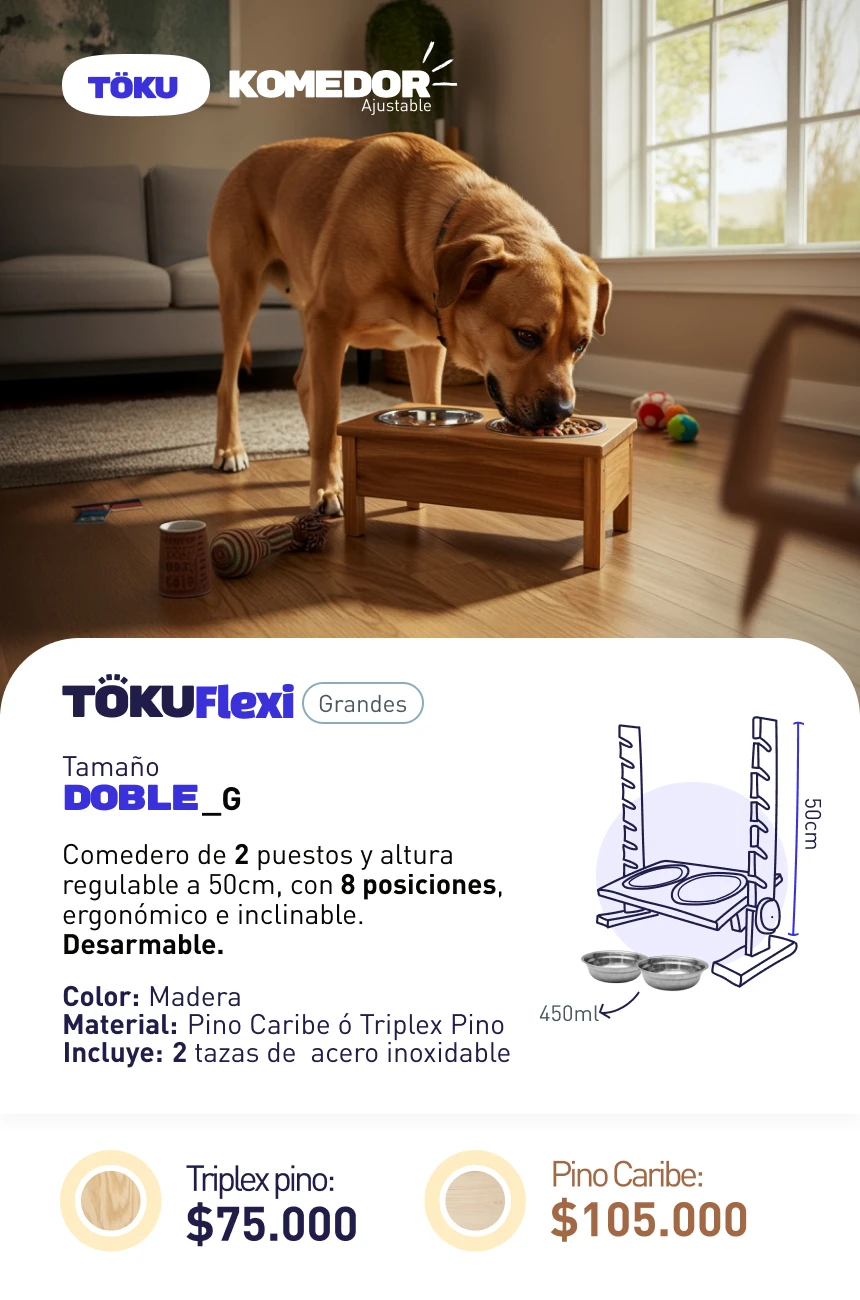 TÖKU KOMEDOR
Ajustable
TÖKUFlexi Grandes
Tamaño
DOBLE_G
Comedero de 2 puestos y altura
regulable a 50cm, con 8 posiciones,
ergonómico e inclinable.
Desarmable.
Color: Madera
Material: Pino Caribe ó Triplex Pino
Incluye: 2 tazas de acero inoxidable
50cm
450ml
Triplex pino:
$75.000
Pino Caribe:
$105.000